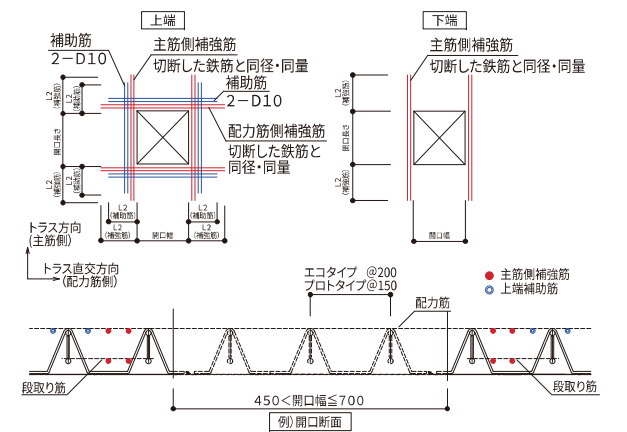 上端
補助筋
2－D10
主筋側補強筋
切断した鉄筋と同径・同量
補助筋
2－D10
配力筋側補強筋
切断した鉄筋と
同径・同量
L2
(補強筋)
L2
(補助筋)
開口長さ
L2
(補強筋)
L2
(補助筋)
L2
(補助筋)
L2
(補助筋)
L2
(補強筋)
開口幅
L2
(補強筋)
下端
主筋側補強筋
切断した鉄筋と同径・同量
L2
(補強筋)
開口長さ
L2
(補強筋)
開口幅
トラス方向
(主筋側)
トラス直交方向
(配力筋側)
エコタイプ ＠200
プロトタイプ＠150
主筋側補強筋
上端補助筋
配力筋
段取り筋
段取り筋
450＜開口幅≦700
例）開口断面